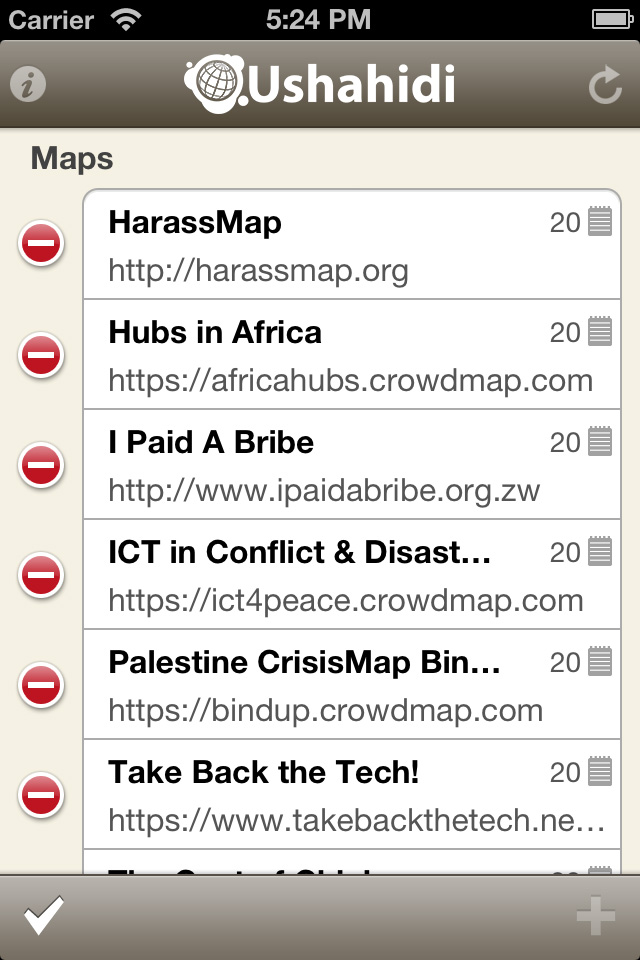 Carrier 5:24 PM
Ushahidi
Maps
HarassMap 20
http://harassmap.org
Hubs in Africa 20
https://africahubs.crowdmap.com
I Paid A Bribe 20
http://www.ipaidabribe.org.zw
ICT in Conflict & Disast... 20
https://ict4peace.crowdmap.com
Palestine CrisisMap Bin... 20
https://bindup.crowdmap.com
Take Back the Tech! 20
https://www.takebackthetech.ne...